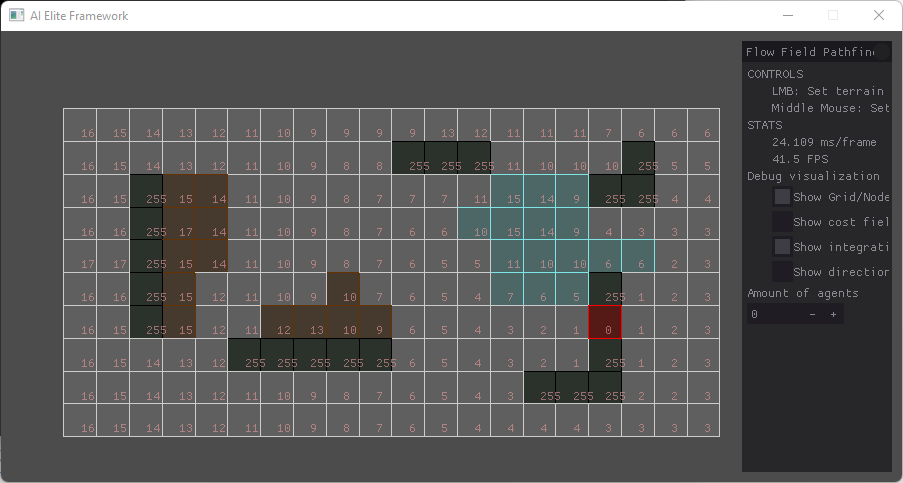 AI Elite Framework
16 15 14 13 12 11 10 9 9 9 9 13 12 11 11 11 7 6 6 6
16 15 14 13 12 11 10 9 8 8 255 255 255 11 10 10 10 255 5 5
16 15 255 15 14 11 10 9 8 7 7 7 11 15 14 9 255 255 4 4
16 16 255 17 14 11 10 9 8 7 6 6 10 15 14 9 4 3 3 3
17 17 255 15 14 11 10 9 8 7 6 5 5 11 10 10 6 6 2 3
16 16 255 15 12 11 10 9 10 7 6 5 4 7 6 5 255 1 2 3
16 15 255 15 12 11 12 13 10 9 6 5 4 3 2 1 0 1 2 3
16 15 14 13 12 255 255 255 255 255 6 5 4 3 2 1 255 1 2 3
16 15 14 13 12 11 10 9 8 7 6 5 4 3 255 255 255 2 2 3
16 15 14 13 12 11 10 9 8 7 6 5 4 4 4 4 3 3 3 3
Flow Field Pathfin
CONTROLS
LMB: Set terrain
Middle Mouse: Set
STATS
24.109 ms/frame
41.5 FPS
Debug visualization
Show Grid/Node
Show cost fiel
Show integrati
Show direction
Amount of agents
0 - +